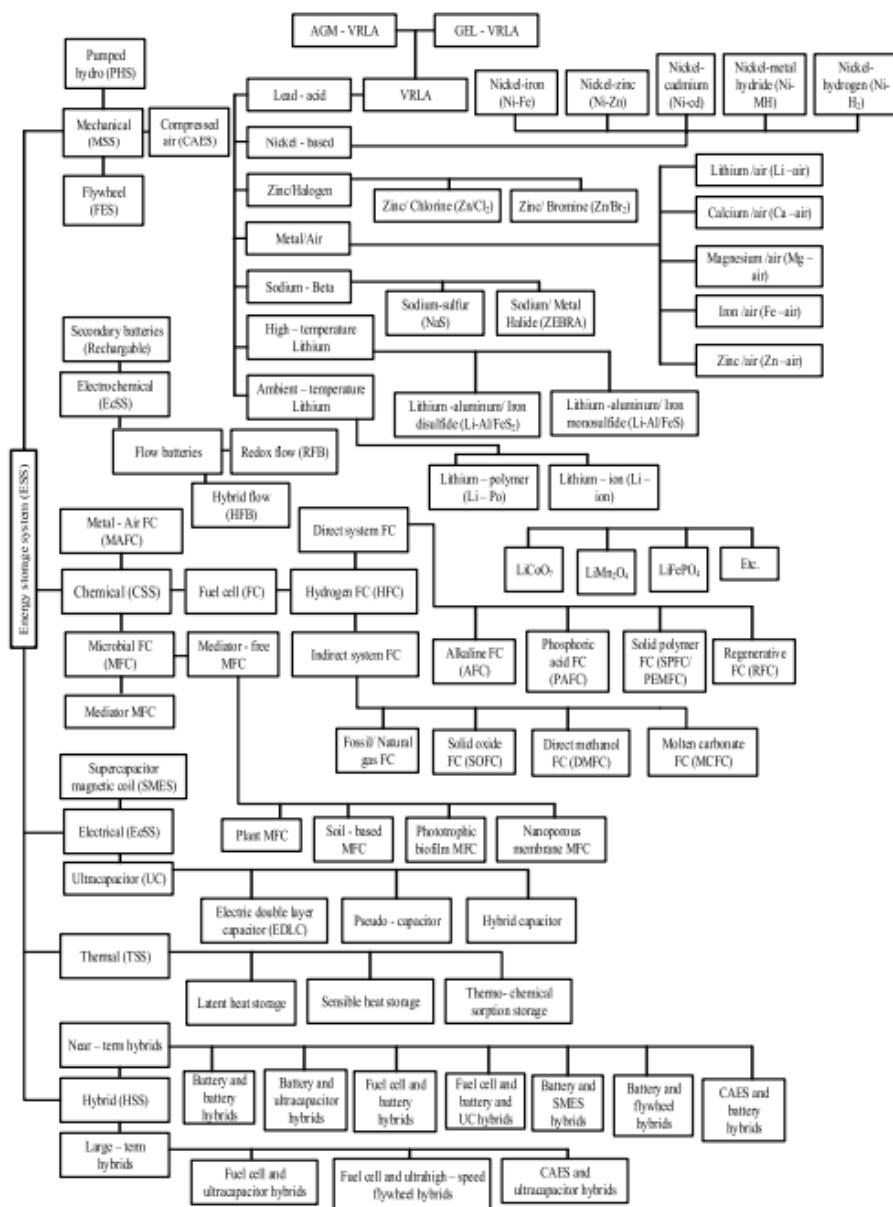 AGM - VRLA
GEL - VRLA
Pumped
hydro (PHS)
Lead - acid
VRLA
Nickel-iron
(Ni-Fe)
Nickel-zinc
(Ni-Zn)
Nickel-
cadmium (Ni-cd)
Nickel-metal
hydride (Ni-
MH)
Nickel-
hydrogen (Ni-
H₂)
Mechanical
(MSS)
Compressed
air (CAES)
Nickel - based
Flywheel
(FES)
Zinc/Halogen
Zinc/ Chlorine (Zn/Cl₂)
Zinc/ Bromine (Zn/Br₂)
Lithium /air (Li –air)
Calcium /air (Ca –air)
Metal/Air
Magnesium /air (Mg –
air)
Sodium - Beta
Sodium-sulfur
(NaS)
Sodium/ Metal
Halide (ZEBRA)
Iron /air (Fe –air)
Zinc /air (Zn –air)
Secondary batteries
(Rechargable)
High – temperature
Lithium
Electrochemical
(EcSS)
Ambient – temperature
Lithium
Lithium -aluminum/ Iron
disulfide (Li-Al/FeS₂)
Lithium -aluminum/ Iron
monosulfide (Li-Al/FeS)
Flow batteries
Redox flow (RFB)
Hybrid flow
(HFB)
Lithium – polymer
(Li – Po)
Lithium – ion (Li –
ion)
Energy storage system (ESS)
Metal - Air FC
(MAFC)
Direct system FC
LiMn₂O₄
LiFePO₄
Etc.
Chemical (CSS)
Fuel cell (FC)
Hydrogen FC (HFC)
Microbial FC
(MFC)
Mediator - free
MFC
Indirect system FC
Alkaline FC
(AFC)
Phosphoric
acid FC
(PAFC)
Solid polymer
FC (SPFC/
PEMFC)
Regenerative
FC (RFC)
Mediator MFC
Fossil/ Natural
gas FC
Solid oxide
FC (SOFC)
Direct methanol
FC (DMFC)
Molten carbonate
FC (MCFC)
Supercapacitor
magnetic coil (SMES)
Electrical (EeSS)
Plant MFC
Soil - based
MFC
Phototrophic
biofilm MFC
Nanoporous
membrane MFC
Ultracapacitor (UC)
Electric double layer
capacitor (EDLC)
Pseudo - capacitor
Hybrid capacitor
Thermal (TSS)
Latent heat storage
Sensible heat storage
Thermo- chemical
sorption storage
Near – term hybrids
Battery and
battery
hybrids
Battery and
ultracapacitor
hybrids
Fuel cell and
battery
hybrids
Fuel cell and
battery and
UC hybrids
Battery and
SMES
hybrids
Battery and
flywheel
hybrids
CAES and
battery
hybrids
Hybrid (HSS)
Large – term
hybrids
Fuel cell and
ultracapacitor hybrids
Fuel cell and ultrahigh – speed
flywheel hybrids
CAES and
ultracapacitor hybrids